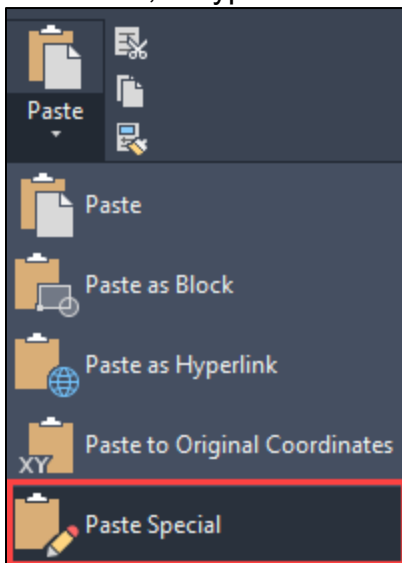 Paste
Paste
Paste as Block
Paste as Hyperlink
XY
Paste to Original Coordinates
Paste Special